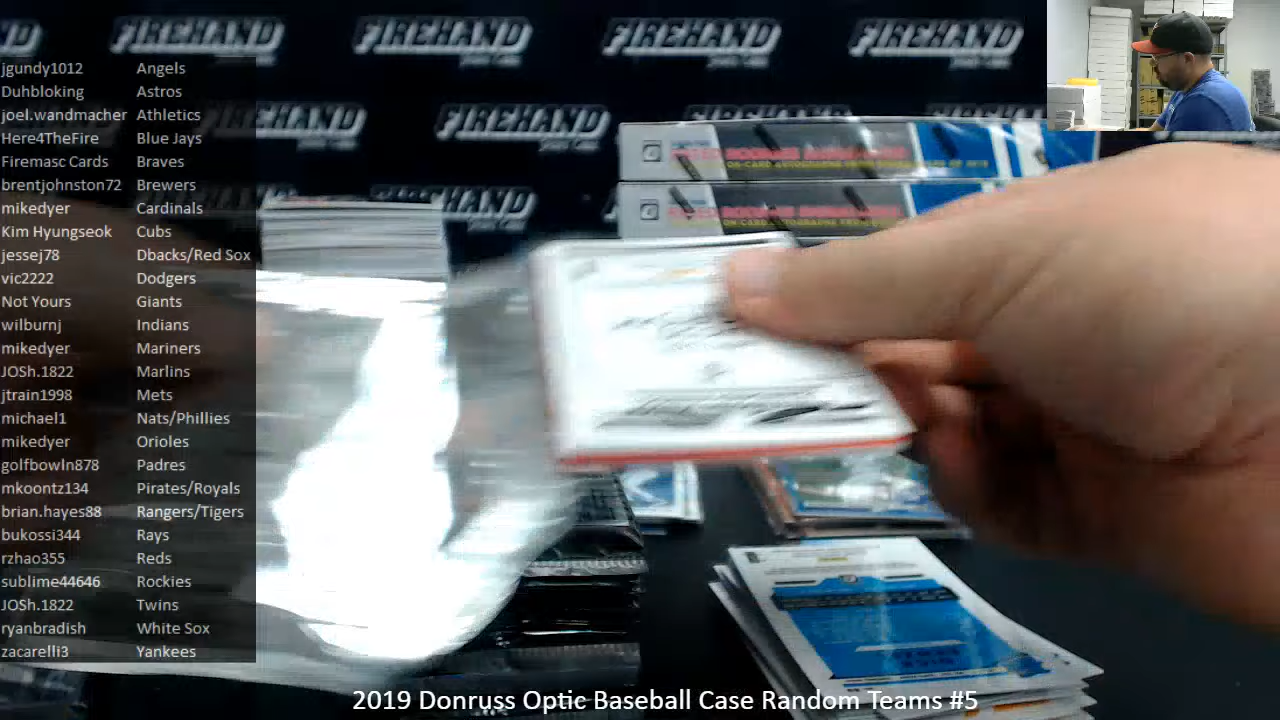 FIREHAND FIREHAND FIREHAND FIREHAND
FIREHAND FIREHAND
FIREHAND
jgundy1012 Angels
Duhbloking Astros
joel.wandmacher Athletics
Here4TheFire Blue Jays
Firemasc Cards Braves
brentjohnston72 Brewers
mikedyer Cardinals
Kim Hyungseok Cubs
jessej78 Dbacks/Red Sox
vic2222 Dodgers
Not Yours Giants
wilburnj Indians
mikedyer Mariners
JOSh.1822 Marlins
jtrain1998 Mets
michael1 Nats/Phillies
mikedyer Orioles
golfbowln878 Padres
mkoontz134 Pirates/Royals
brian.hayes88 Rangers/Tigers
bukossi344 Rays
rzhao355 Reds
sublime44646 Rockies
JOSh.1822 Twins
ryanbradish White Sox
zacarelli3 Yankees
2019 Donruss Optic Baseball Case Random Teams #5